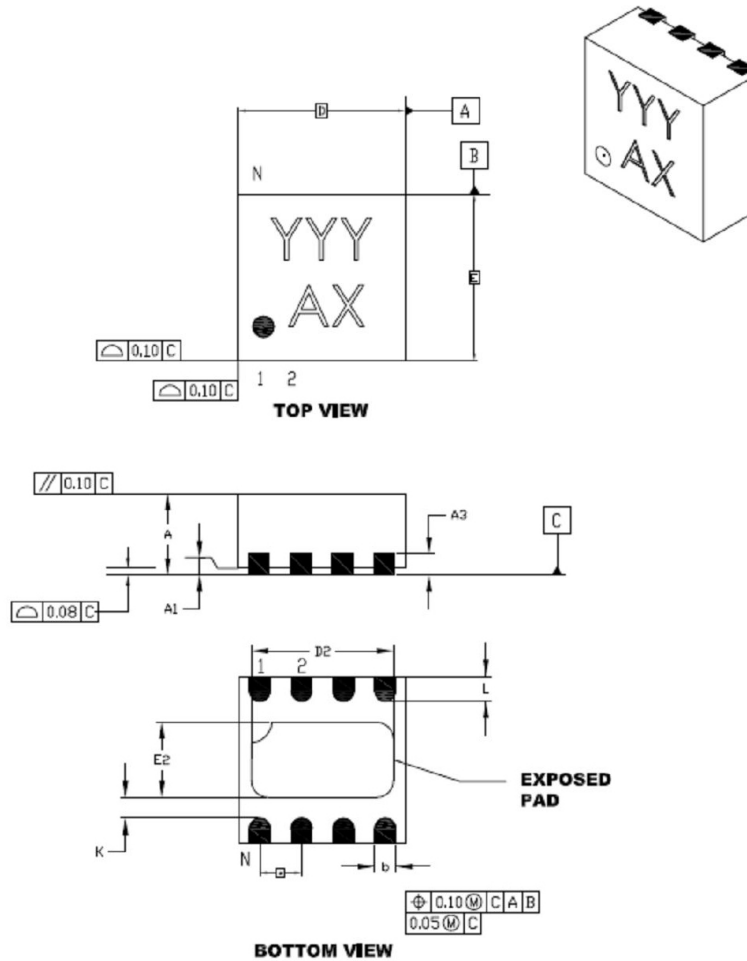 D
A
B
N
YYY
AX
E
0.10 C
0.10 C
1 2
TOP VIEW
YYY
AX
// 0.10 C
A
A3
C
0.08 C
A1
D2
1 2
L
E2
EXPOSED
PAD
K
N
e
b
⌖ 0.10 Ⓜ C A B
0.05 Ⓜ C
BOTTOM VIEW